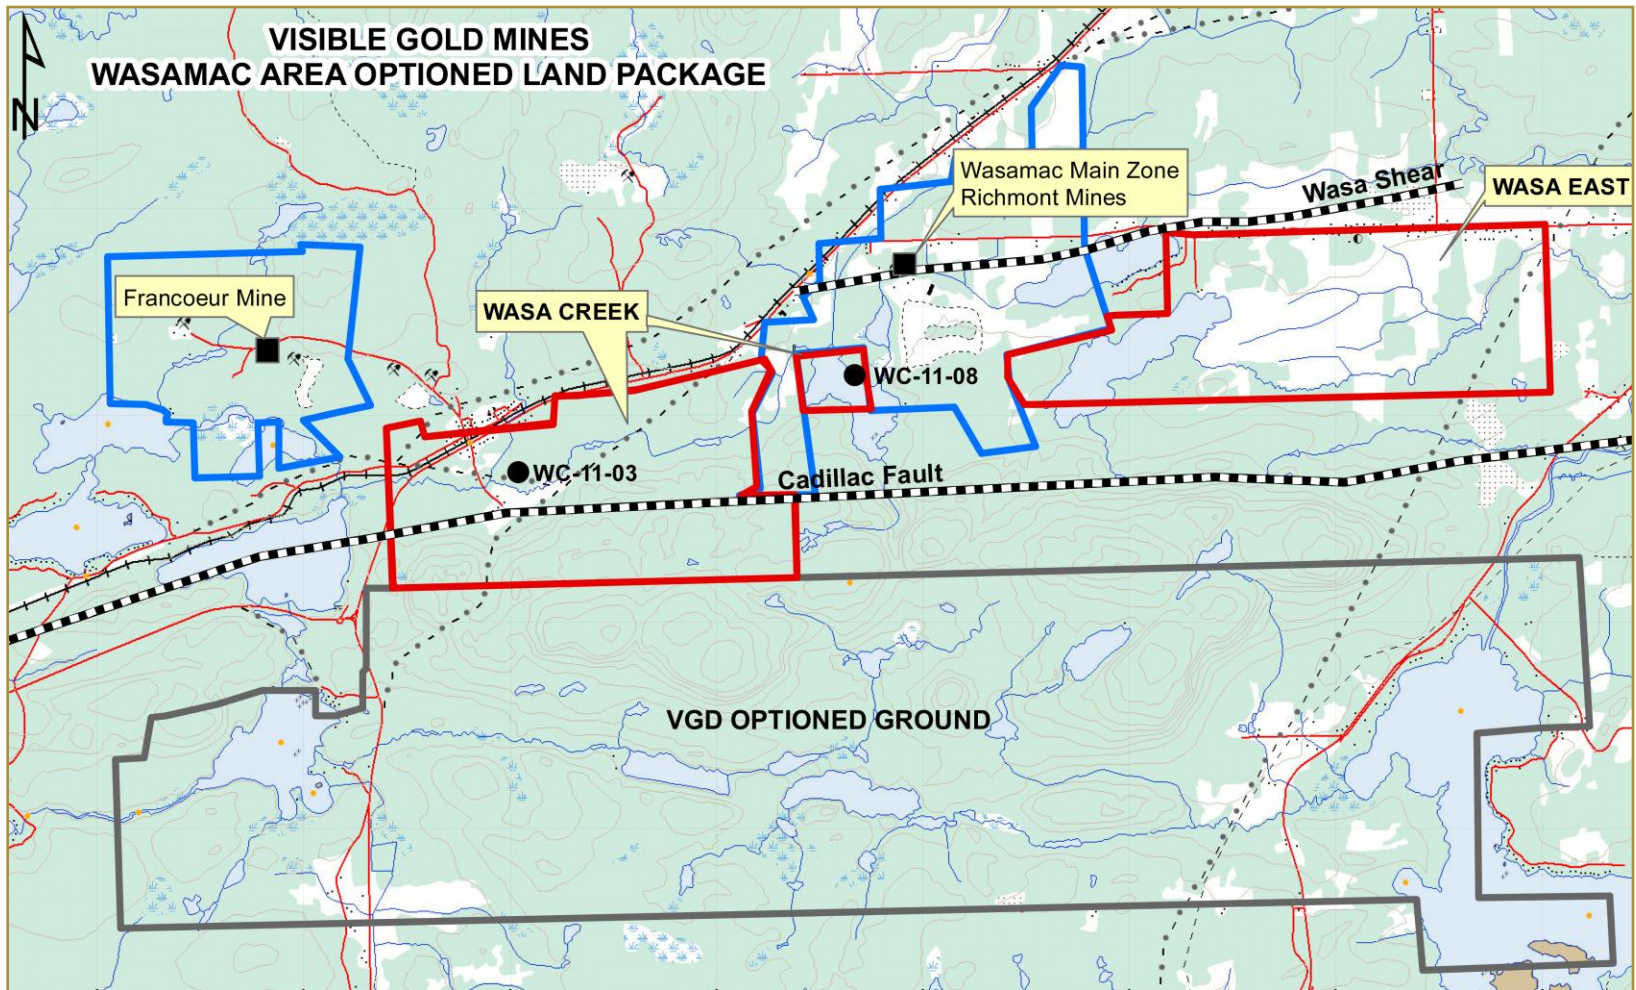 VISIBLE GOLD MINES
WASAMAC AREA OPTIONED LAND PACKAGE
N
Wasamac Main Zone
Richmont Mines
Wasa Shear
WASA EAST
Francoeur Mine
WASA CREEK
WC-11-08
WC-11-03
Cadillac Fault
VGD OPTIONED GROUND